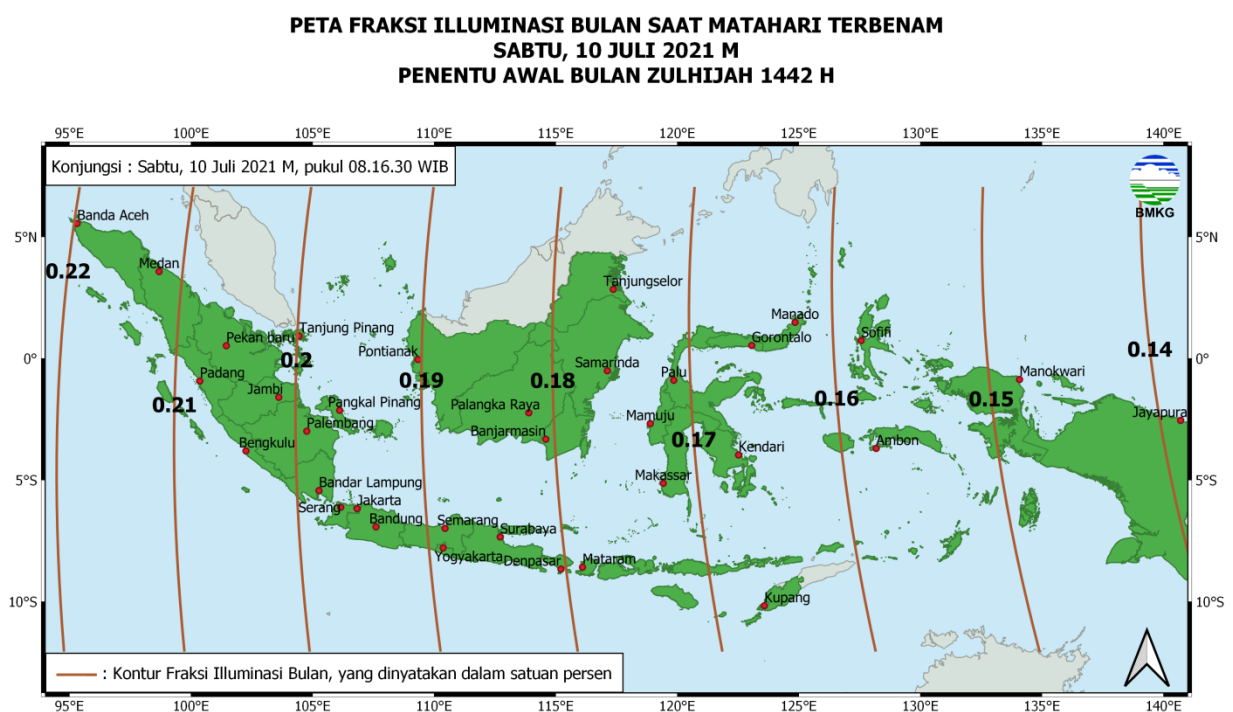 PETA FRAKSI ILLUMINASI BULAN SAAT MATAHARI TERBENAM
SABTU, 10 JULI 2021 M
PENENTU AWAL BULAN ZULHIJAH 1442 H
95°E 100°E 105°E 110°E 115°E 120°E 125°E 130°E 135°E 140°E
Konjungsi : Sabtu, 10 Juli 2021 M, pukul 08.16.30 WIB
BMKG
Banda Aceh
5°N 5°N
Medan
0.22
Tanjungselor
Manado
Tanjung Pinang
Pekan baru
Gorontalo
Sofifi
Pontianak
0.2
0° 0°
0.14
Samarinda
Padang
Palu
Manokwari
0.19
0.18
Jambi
0.16
0.15
0.21
Pangkal Pinang
Palangka Raya
Mamuju
Jayapura
Palembang
Banjarmasin
Bengkulu
0.17
Kendari
Ambon
Makassar
5°S 5°S
Bandar Lampung
Serang
Jakarta
Bandung
Semarang
Surabaya
Yogyakarta
Denpasar
Mataram
Kupang
10°S 10°S
: Kontur Fraksi Illuminasi Bulan, yang dinyatakan dalam satuan persen
95°E 100°E 105°E 110°E 115°E 120°E 125°E 130°E 135°E 140°E